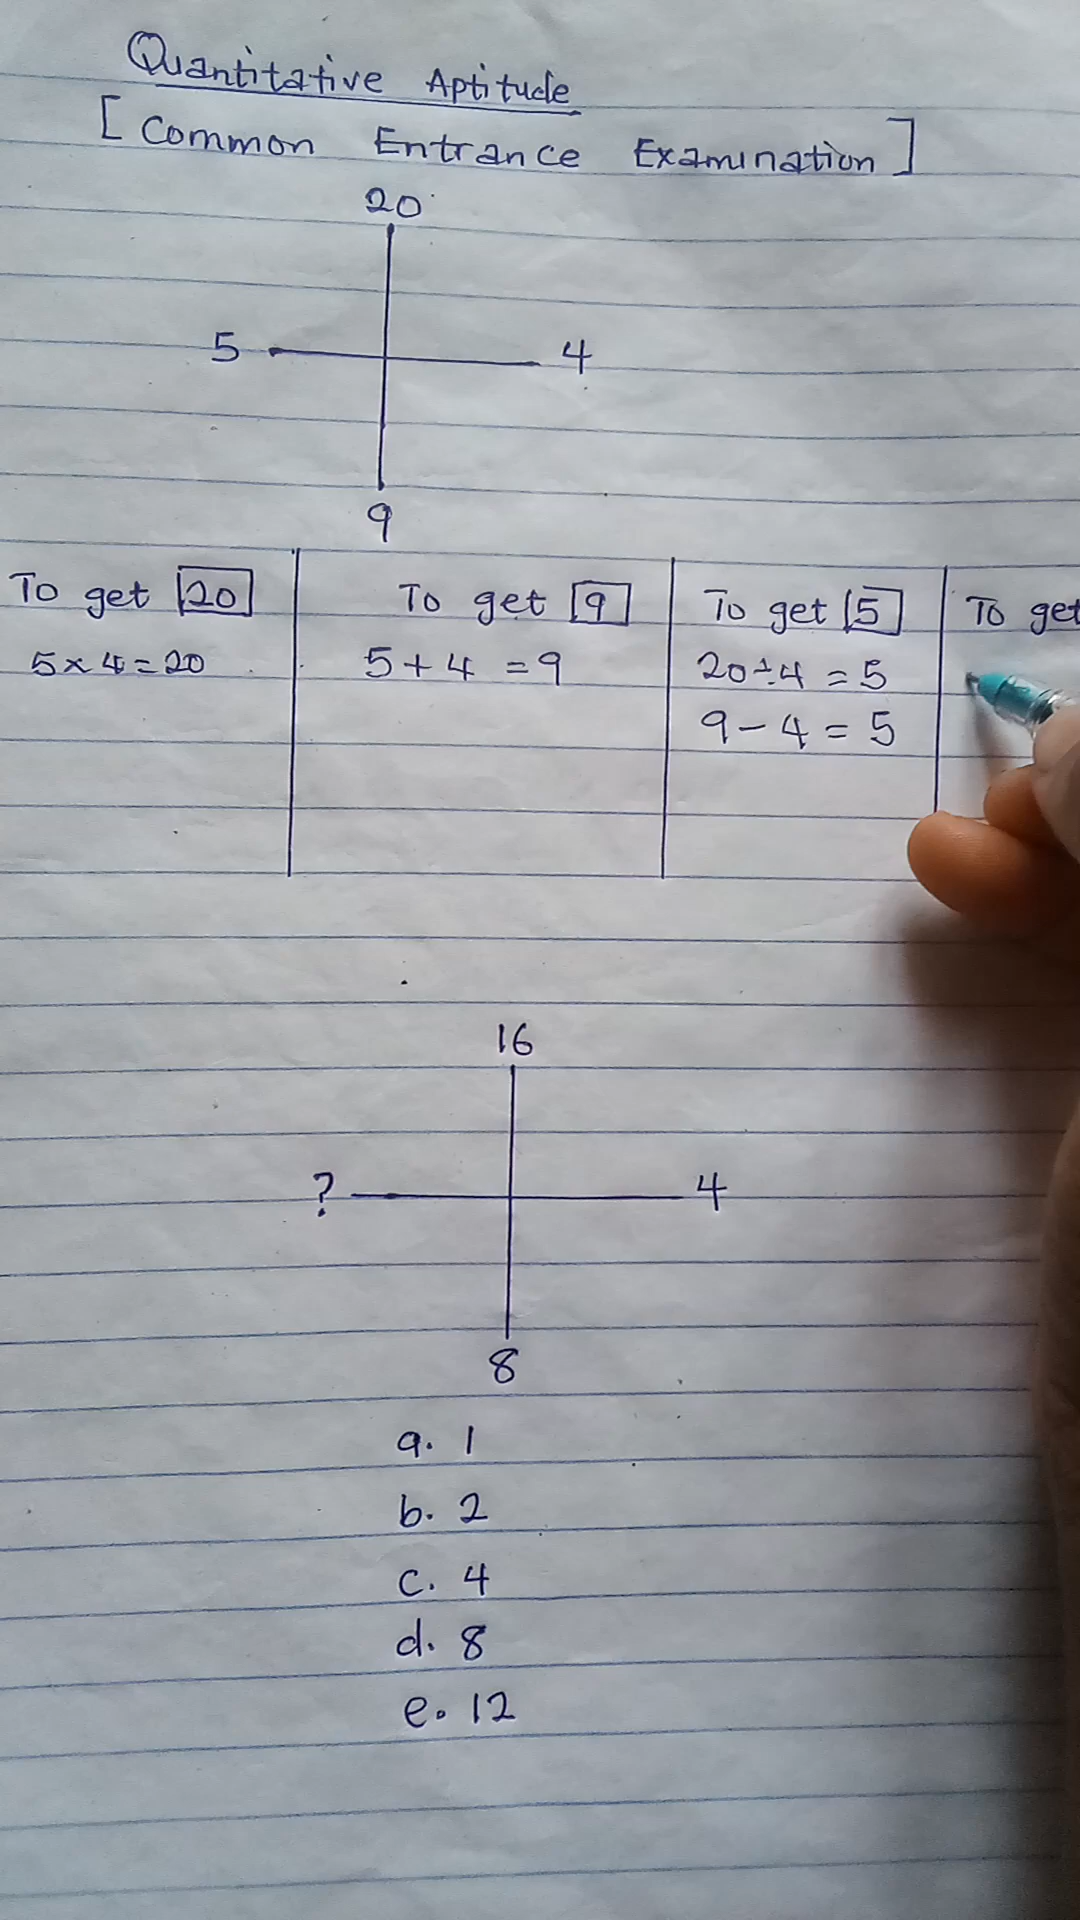 Quantitative Aptitude
[Common Entrance Examination]
20
5
4
9
To get 20
5 x 4 = 20
To get 9
5 + 4 = 9
To get 5
20 ÷ 4 = 5
9 - 4 = 5
To get
16
?
4
8
a. 1
b. 2
c. 4
d. 8
e. 12